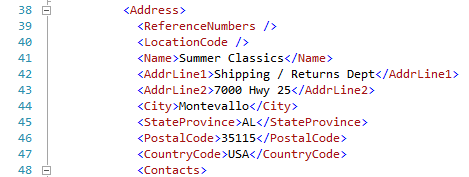 38 <Address>
39 <ReferenceNumbers />
40 <LocationCode />
41 <Name>Summer Classics</Name>
42 <AddrLine1>Shipping / Returns Dept</AddrLine1>
43 <AddrLine2>7000 Hwy 25</AddrLine2>
44 <City>Montevallo</City>
45 <StateProvince>AL</StateProvince>
46 <PostalCode>35115</PostalCode>
47 <CountryCode>USA</CountryCode>
48 <Contacts>